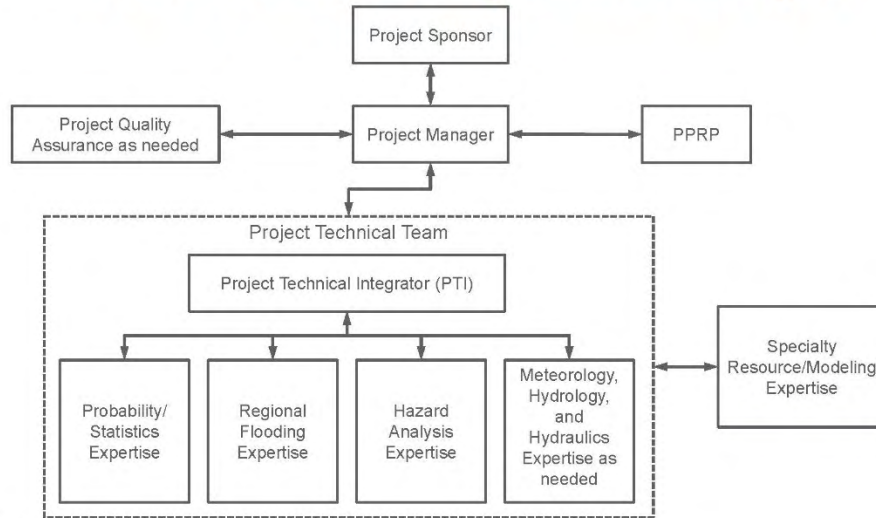 Project Sponsor
Project Quality
Assurance as needed
Project Manager
PPRP
Project Technical Team
Project Technical Integrator (PTI)
Probability/
Statistics
Expertise
Regional
Flooding
Expertise
Hazard
Analysis
Expertise
Meteorology,
Hydrology,
and
Hydraulics
Expertise as
needed
Specialty
Resource/Modeling
Expertise